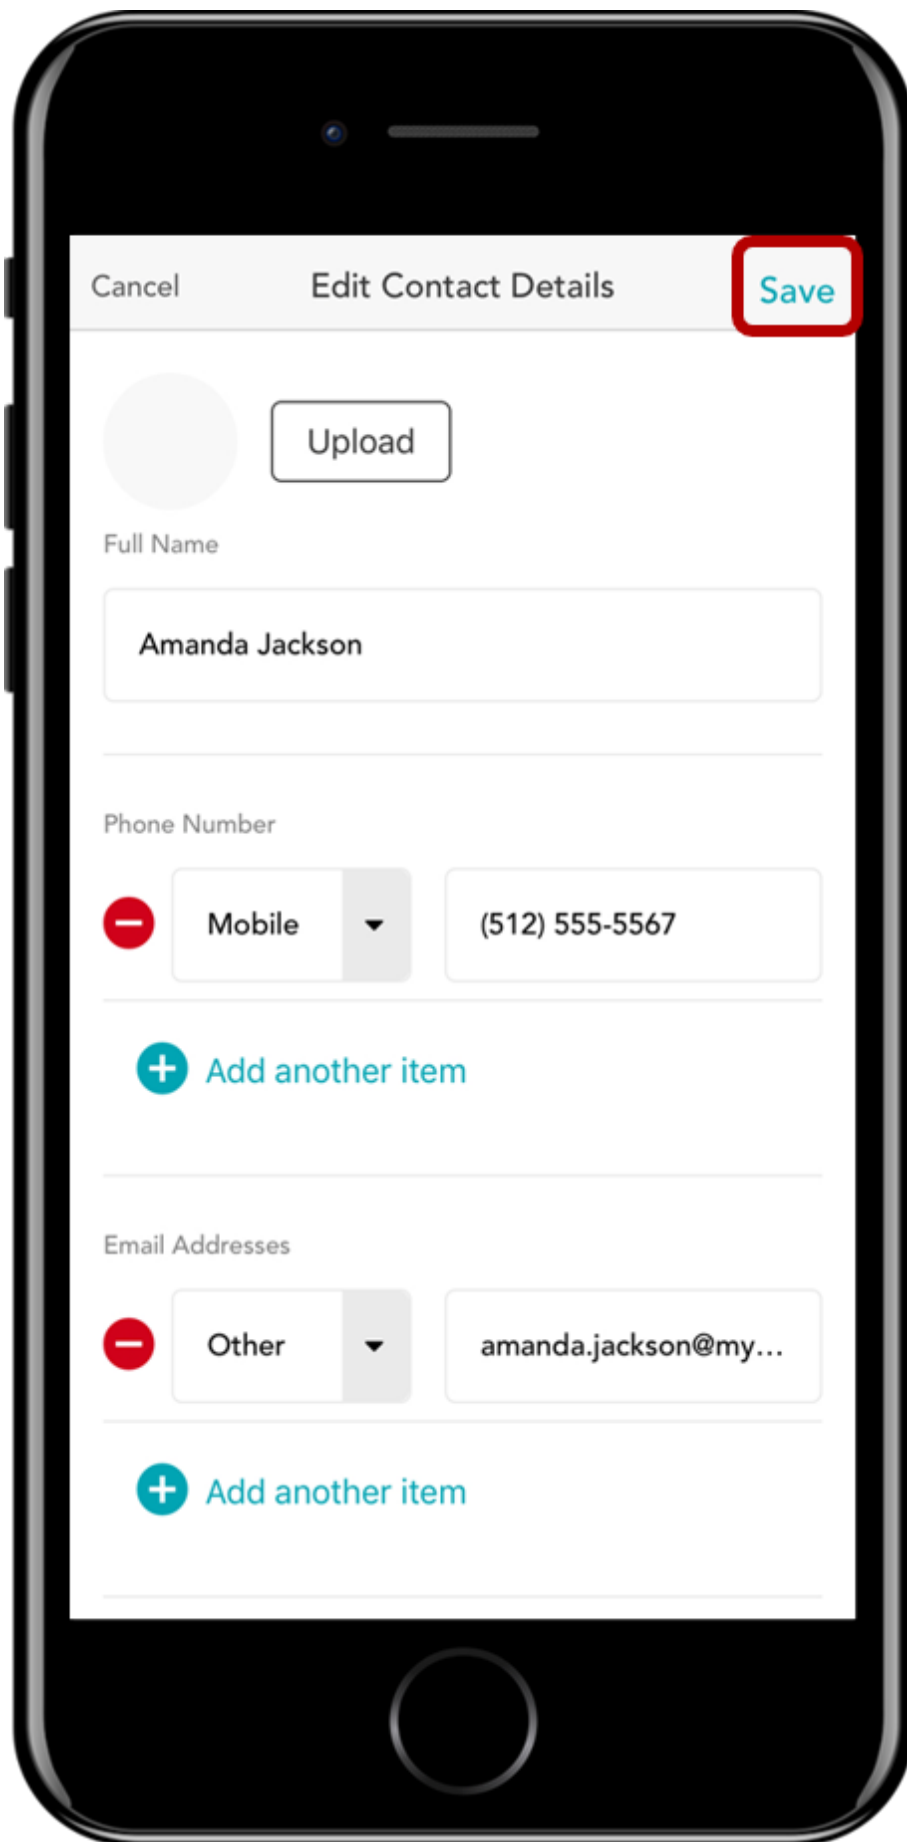 Cancel Edit Contact Details Save
Upload
Full Name
Amanda Jackson
Phone Number
Mobile (512) 555-5567
Add another item
Email Addresses
Other amanda.jackson@my...
Add another item